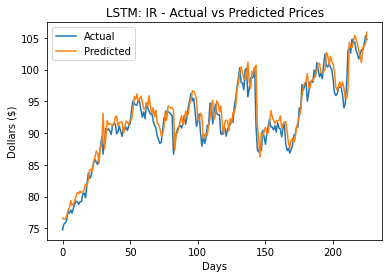 LSTM: IR - Actual vs Predicted Prices
Actual
Predicted
Dollars ($)
105
100
95
90
85
80
75
0 50 100 150 200
Days